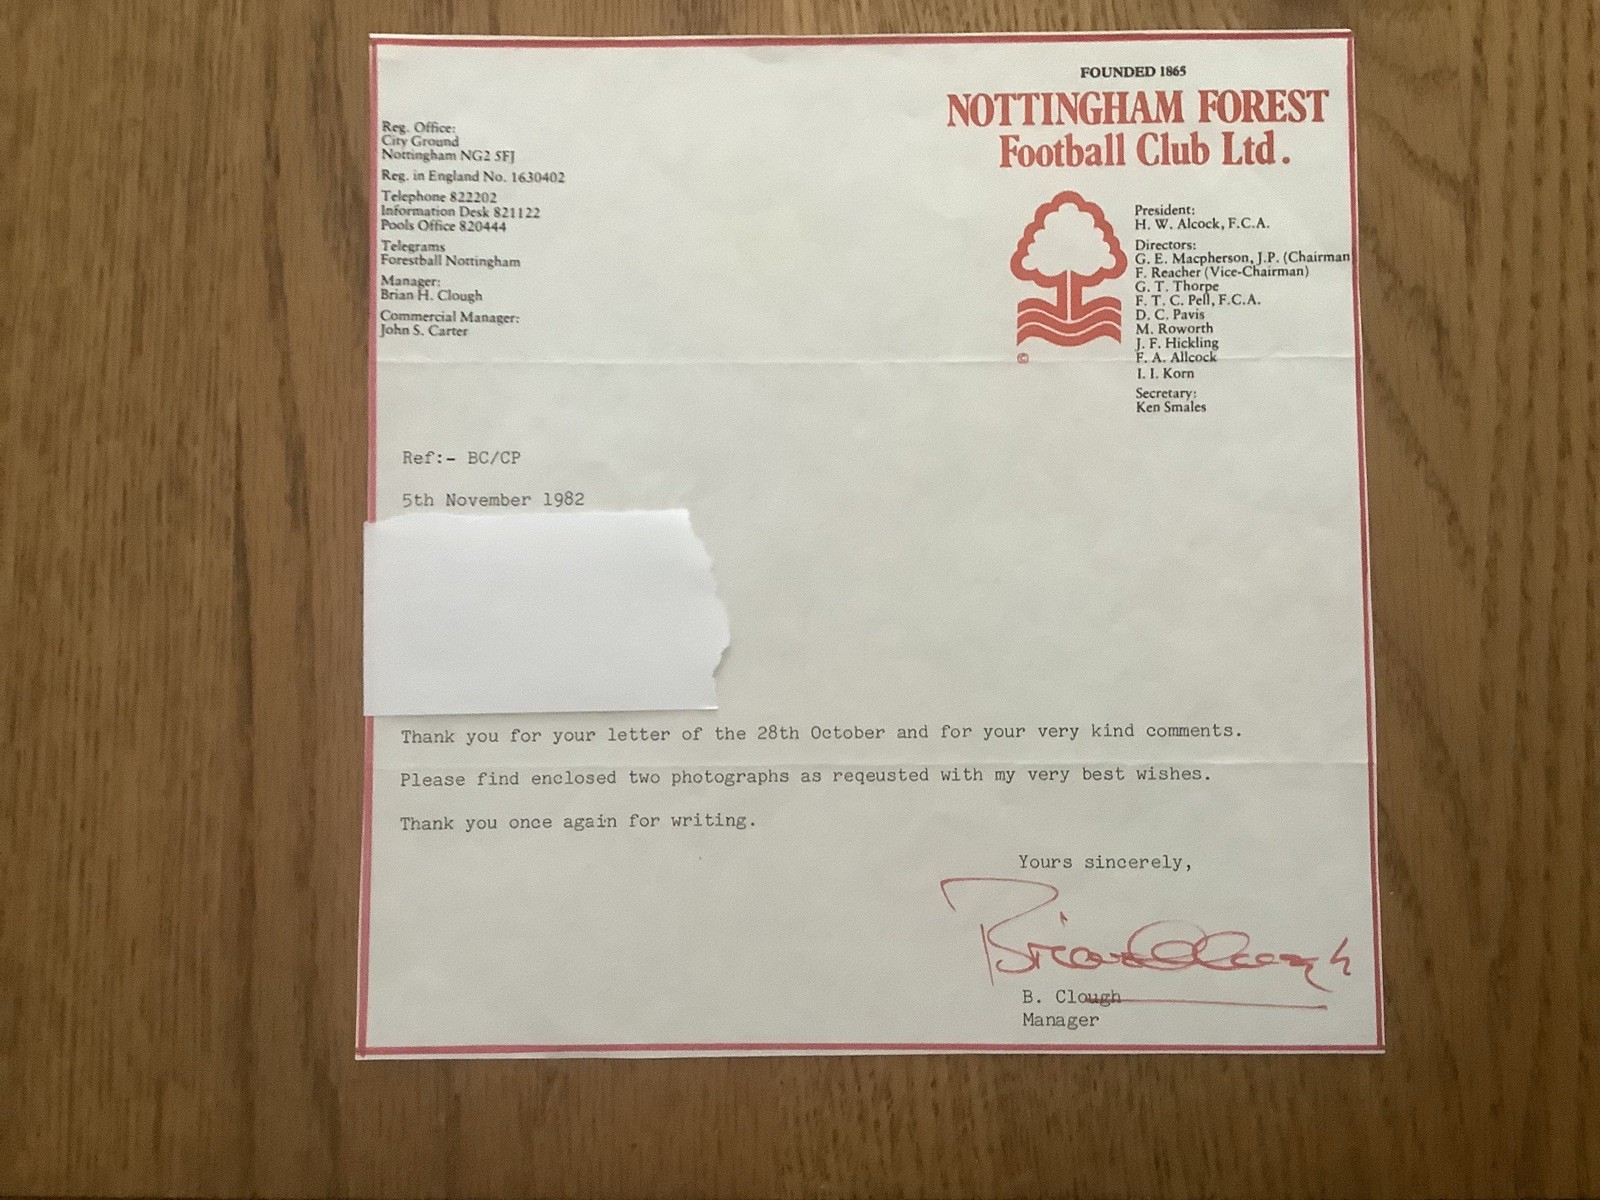 FOUNDED 1865
NOTTINGHAM FOREST
Football Club Ltd.
Reg. Office:
City Ground
Nottingham NG2 5FJ
Reg. in England No. 1630402
Telephone 822202
Information Desk 821122
Pools Office 820444
Telegrams
Forestball Nottingham
Manager:
Brian H. Clough
Commercial Manager:
John S. Carter
President:
H. W. Alcock, F.C.A.
Directors:
G. E. Macpherson, J.P. (Chairman
F. Reacher (Vice-Chairman)
G. T. Thorpe
F. T. C. Pell, F.C.A.
D. C. Pavis
M. Roworth
J. F. Hickling
F. A. Allcock
I. I. Korn
Secretary:
Ken Smales
©
Ref:- BC/CP
5th November 1982
Thank you for your letter of the 28th October and for your very kind comments.
Please find enclosed two photographs as reqeusted with my very best wishes.
Thank you once again for writing.
Yours sincerely,
Brian Clough
B. Clough
Manager